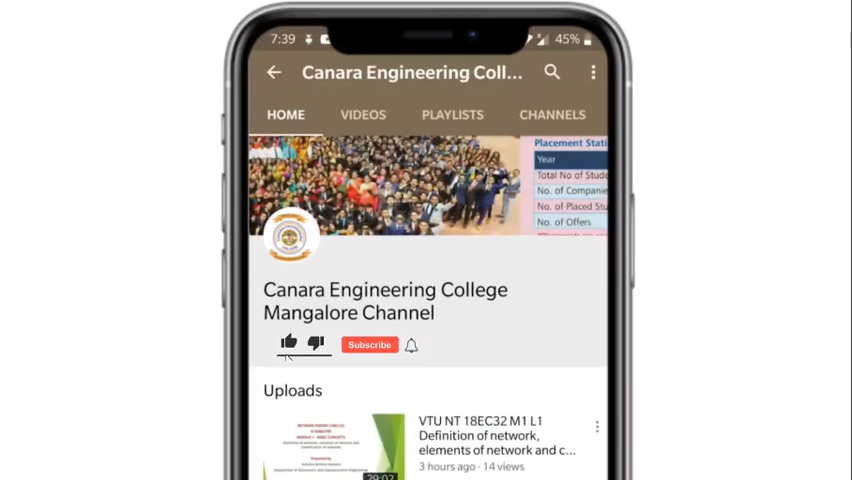 7:39
45%
Canara Engineering Coll...
HOME VIDEOS PLAYLISTS CHANNELS
Placement Stati
Year
Total No of Stude
No. of Companie
No. of Placed Stu
No. of Offers
Canara Engineering College
Mangalore Channel
Subscribe
Uploads
VTU NT 18EC32 M1 L1
Definition of network,
elements of network and c...
3 hours ago · 14 views
29:02